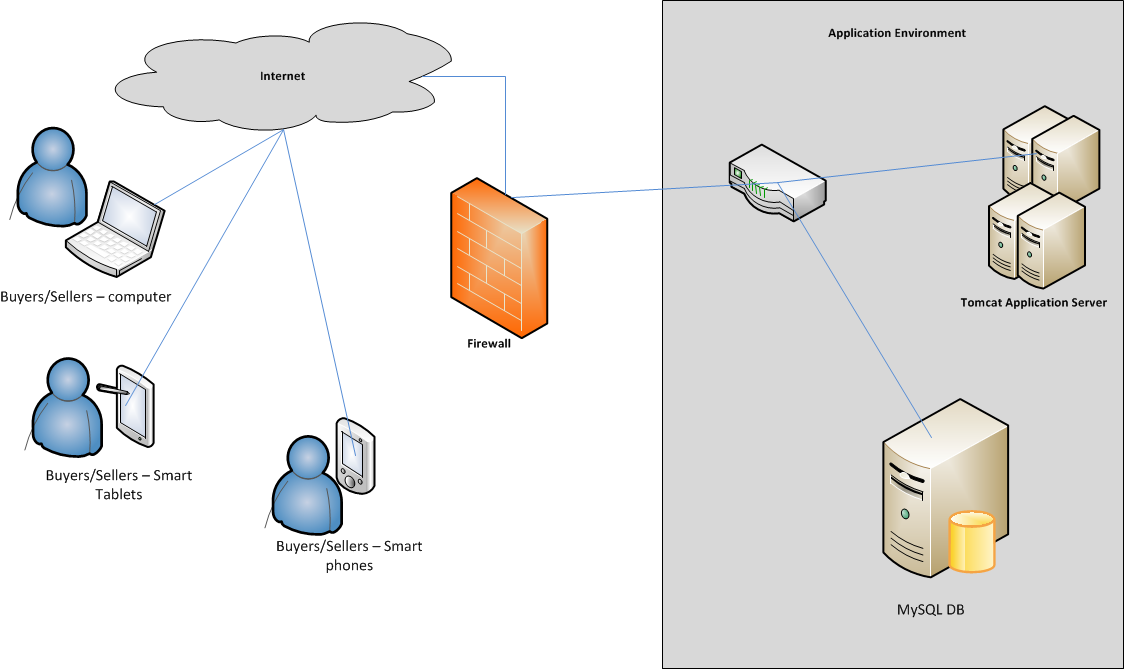 Application Environment
Internet
Buyers/Sellers – computer
Tomcat Application Server
Firewall
Buyers/Sellers – Smart
Tablets
Buyers/Sellers – Smart
phones
MySQL DB